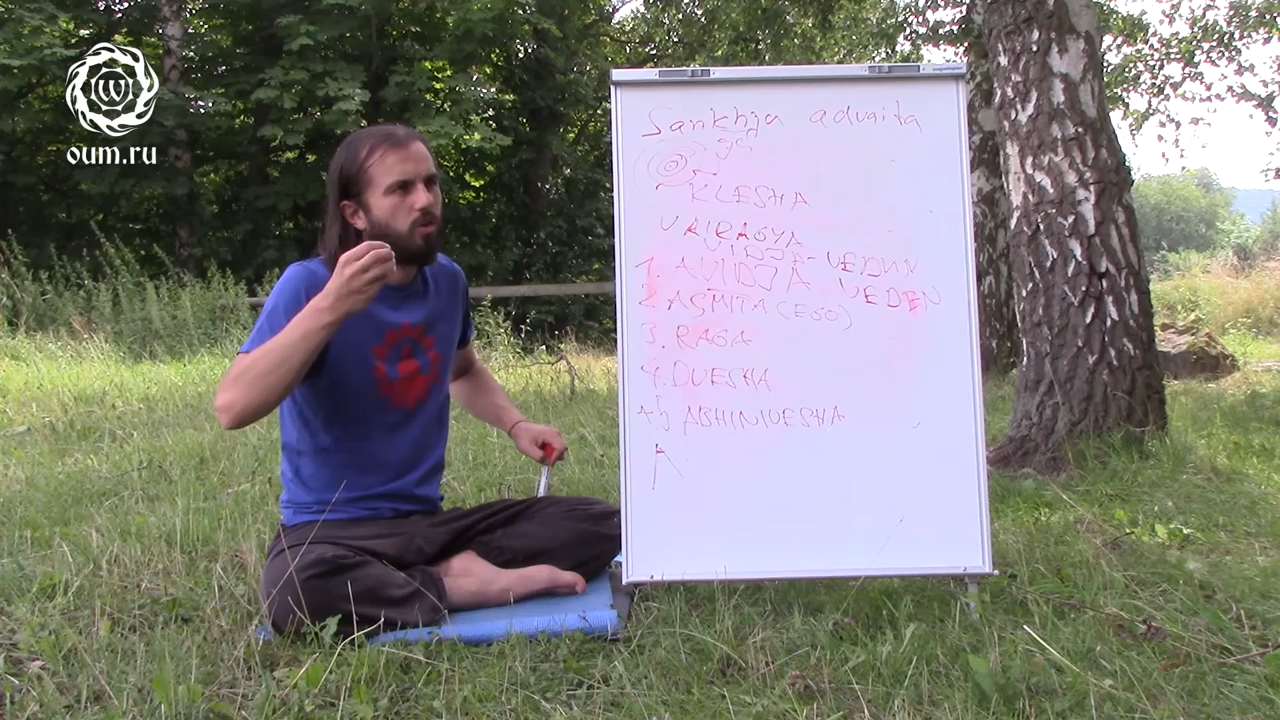 oum.ru
Sankhja advaita
ya
KLESHA
VAIRAGYA
VIDJA-VEDUN
1. AVIDJA VEDEN
2. ASMITA (EGO)
3. RAGA
4. DVESHA
5 ABHINIVESHA
A